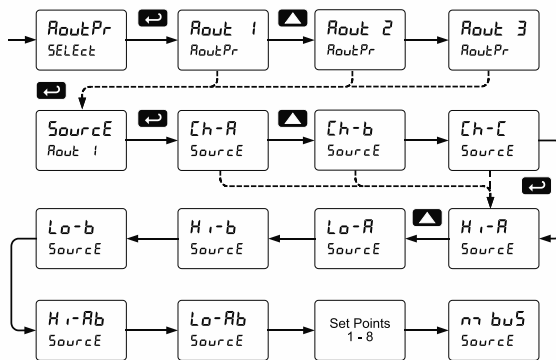 AoutPr
SELEct
Aout 1
AoutPr
Aout 2
AoutPr
Aout 3
AoutPr
SourcE
Aout 1
Ch-A
SourcE
Ch-b
SourcE
Ch-C
SourcE
Lo-b
SourcE
Hi-b
SourcE
Lo-A
SourcE
Hi-A
SourcE
Hi-Ab
SourcE
Lo-Ab
SourcE
Set Points
1 - 8
SourcE
m buS
SourcE